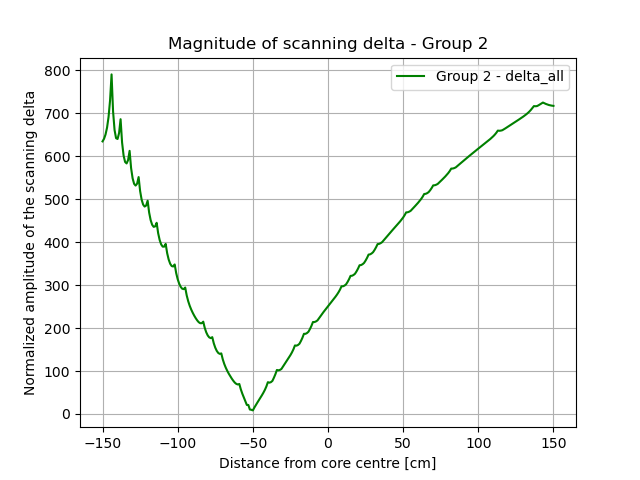 Magnitude of scanning delta - Group 2
Group 2 - delta_all
Normalized amplitude of the scanning delta
800
700
600
500
400
300
200
100
0
−150 −100 −50 0 50 100 150
Distance from core centre [cm]